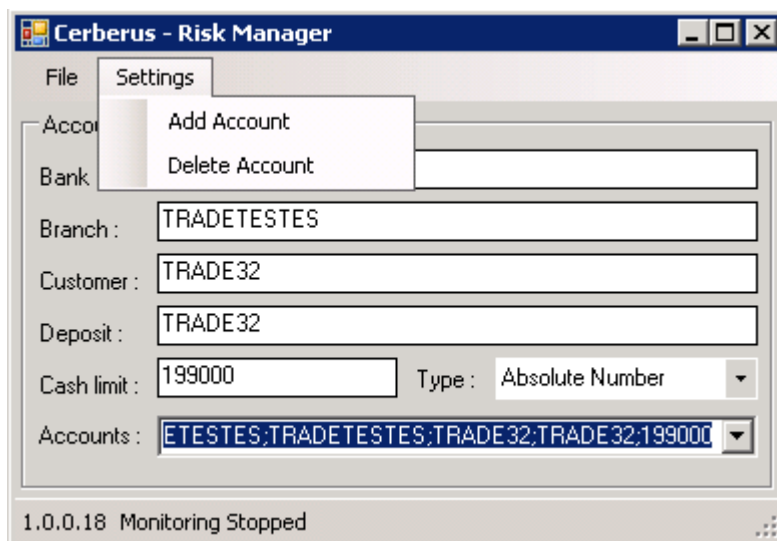 Cerberus - Risk Manager
File Settings
Add Account
Delete Account
Bank
Branch : TRADETESTES
Customer : TRADE32
Deposit : TRADE32
Cash limit : 199000 Type : Absolute Number
Accounts : ETESTES;TRADETESTES;TRADE32;TRADE32;199000
1.0.0.18 Monitoring Stopped